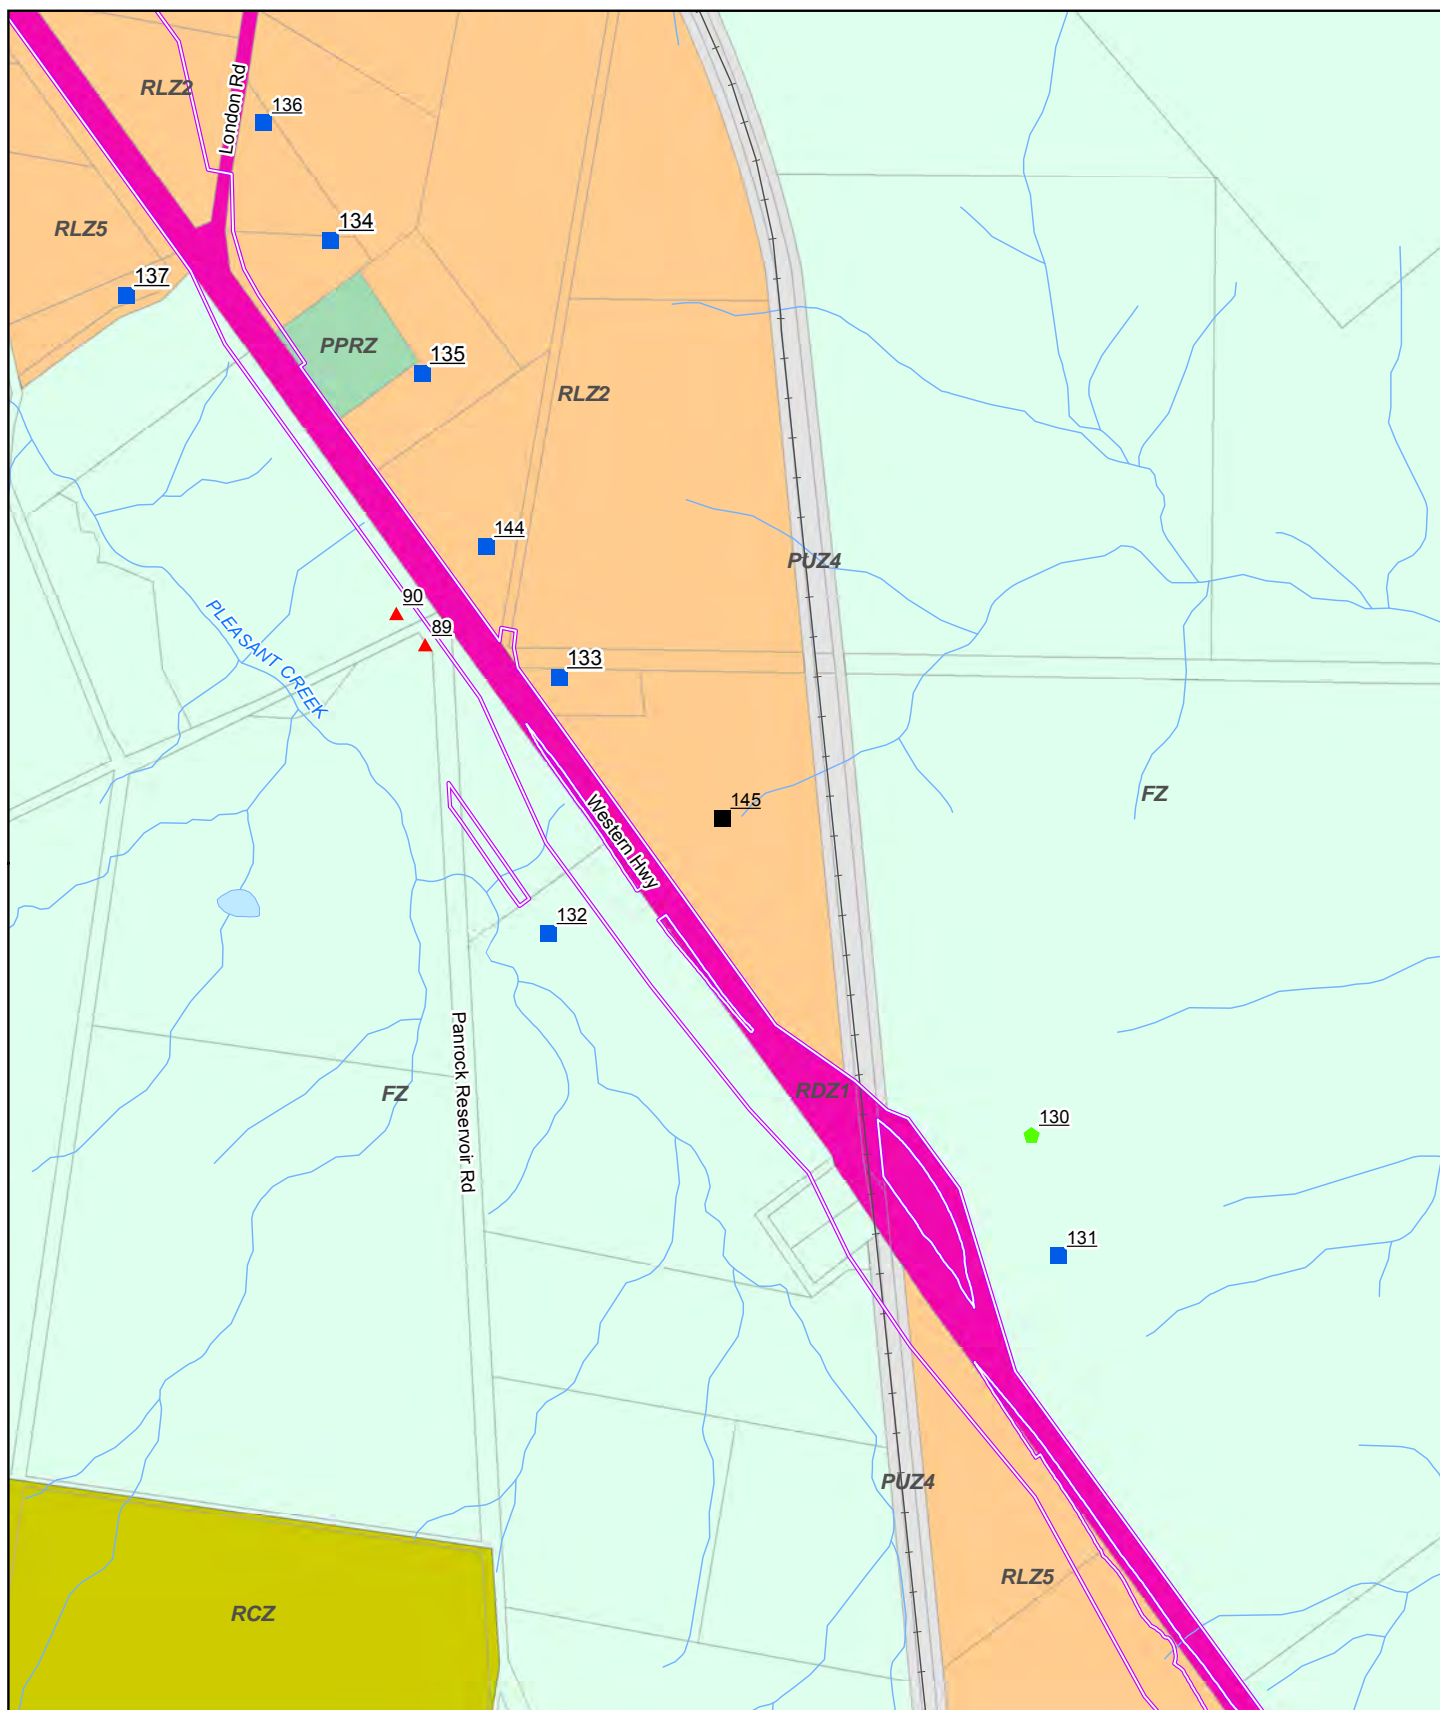 RLZ2
London Rd
136
134
RLZ5
137
PPRZ
135
RLZ2
144
PUZ4
90
PLEASANT CREEK
89
133
FZ
145
Western Hwy
132
Panrock Reservoir Rd
FZ
RDZ1
130
131
PUZ4
RLZ5
RCZ